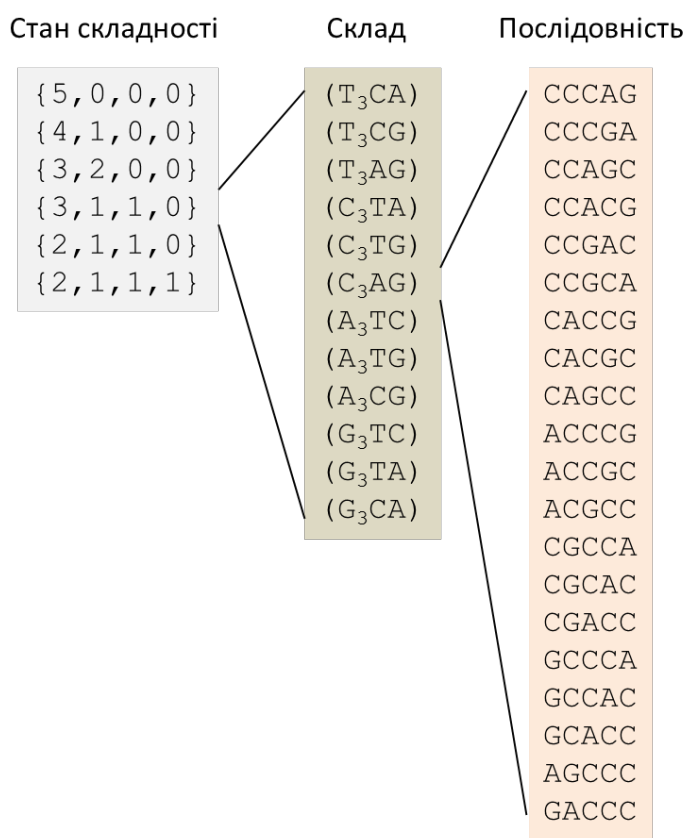 Стан складності
{5,0,0,0}
{4,1,0,0}
{3,2,0,0}
{3,1,1,0}
{2,1,1,0}
{2,1,1,1}
Склад
(T₃CA)
(T₃CG)
(T₃AG)
(C₃TA)
(C₃TG)
(C₃AG)
(A₃TC)
(A₃TG)
(A₃CG)
(G₃TC)
(G₃TA)
(G₃CA)
Послідовність
CCCAG
CCCGA
CCAGC
CCACG
CCGAC
CCGCA
CACCG
CACGC
CAGCC
ACCCG
ACCGC
ACGCC
CGCCA
CGCAC
CGACC
GCCCA
GCCAC
GCACC
AGCCC
GACCC